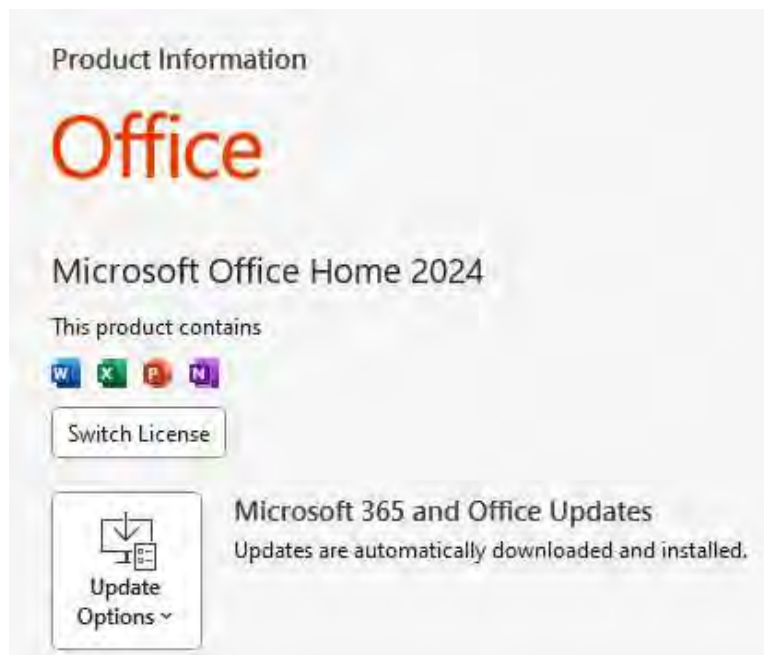 Product Information
Office
Microsoft Office Home 2024
This product contains
W X P N
Switch License
Microsoft 365 and Office Updates
Updates are automatically downloaded and installed.
Update
Options